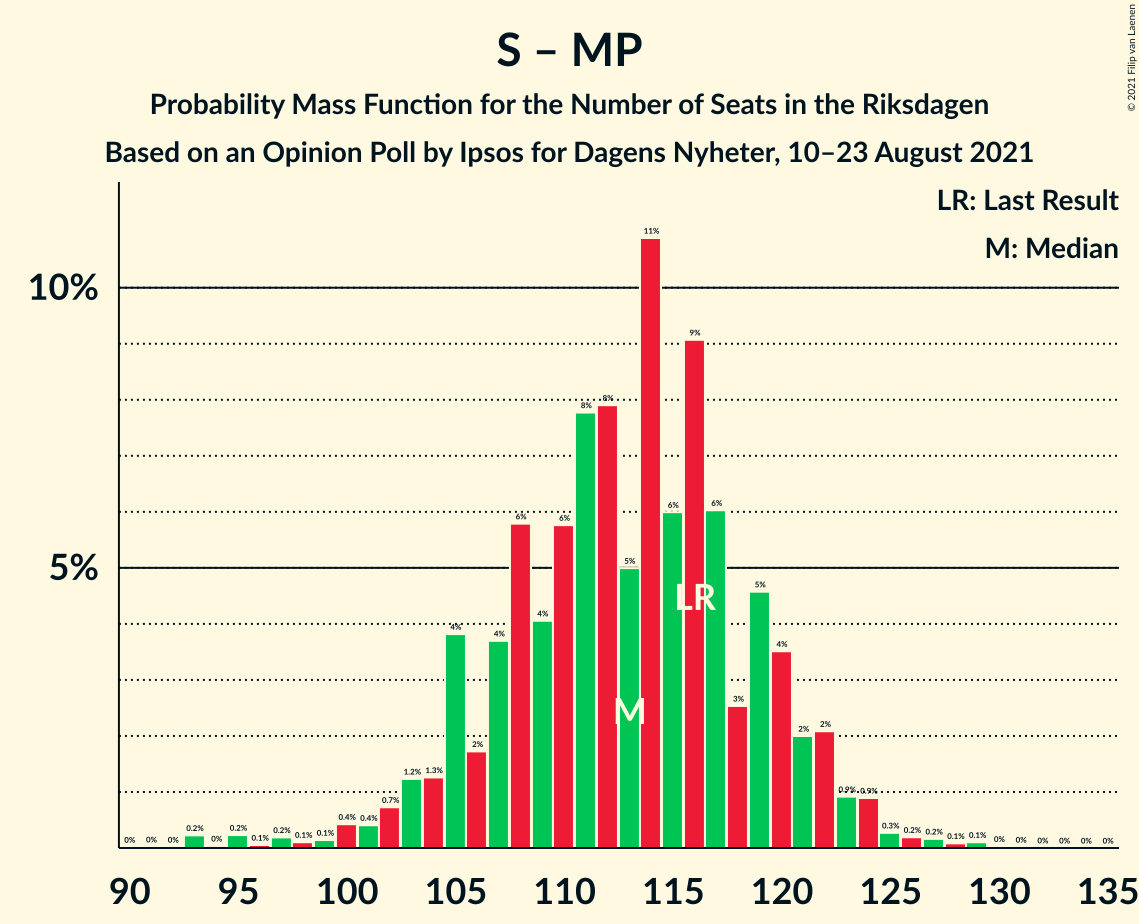 S – MP
Probability Mass Function for the Number of Seats in the Riksdagen
Based on an Opinion Poll by Ipsos for Dagens Nyheter, 10–23 August 2021
© 2021 Filip van Laenen
LR: Last Result
M: Median
10%
5%
0% 0% 0% 0.2% 0% 0.2% 0.1% 0.2% 0.1% 0.1% 0.4% 0.4% 0.7% 1.2% 1.3% 4% 2% 4% 6% 4% 6% 8% 8% 5% 11% 6% 9% 6% 3% 5% 4% 2% 2% 0.9% 0.9% 0.3% 0.2% 0.2% 0.1% 0.1% 0% 0% 0% 0% 0% 0%
LR
M
90 95 100 105 110 115 120 125 130 135